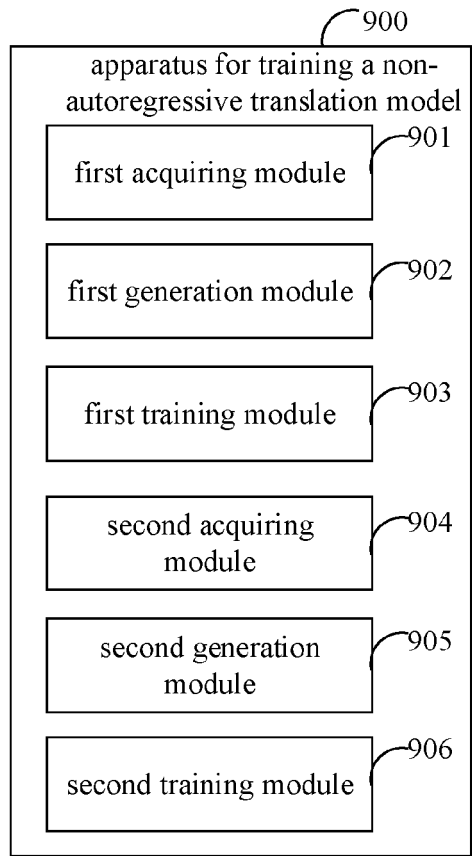 900
apparatus for training a non-
autoregressive translation model
901
first acquiring module
902
first generation module
903
first training module
904
second acquiring
module
905
second generation
module
906
second training module